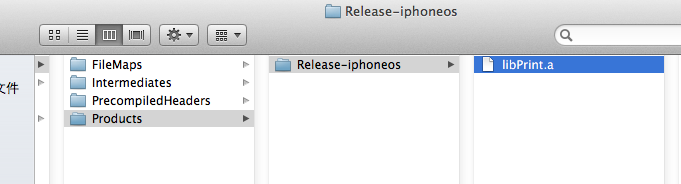 Release-iphoneos
文件
FileMaps
Intermediates
PrecompiledHeaders
Products
Release-iphoneos
libPrint.a